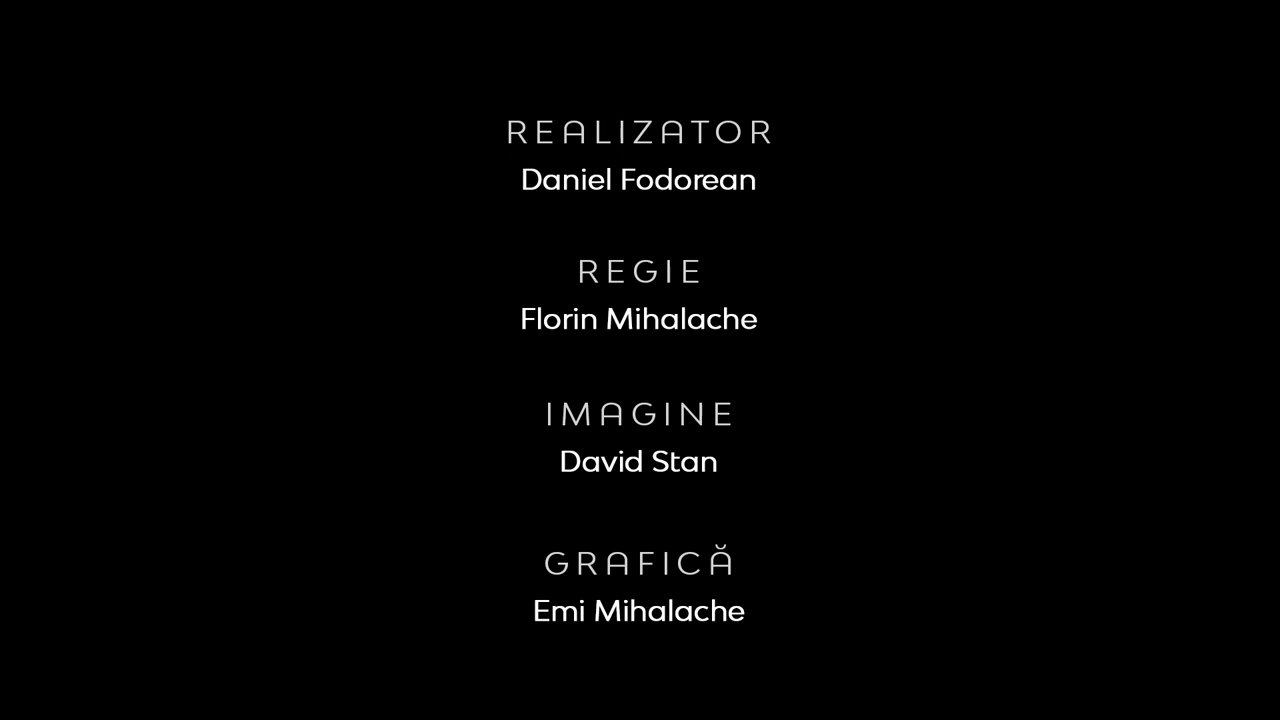 REALIZATOR
Daniel Fodorean
REGIE
Florin Mihalache
IMAGINE
David Stan
GRAFICĂ
Emi Mihalache